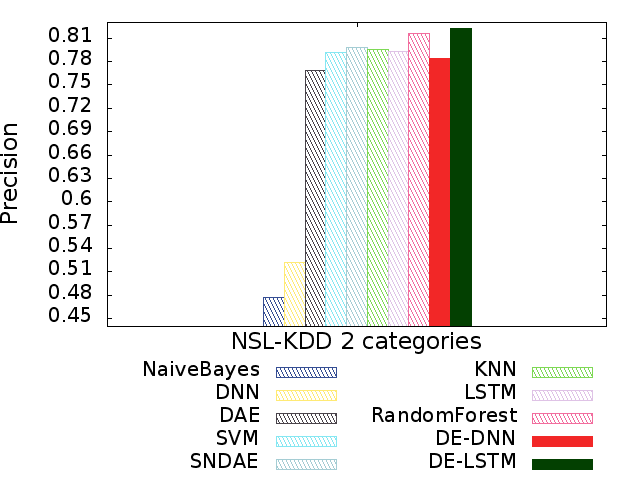 Precision
0.81
0.78
0.75
0.72
0.69
0.66
0.63
0.6
0.57
0.54
0.51
0.48
0.45
NSL-KDD 2 categories
NaiveBayes
DNN
DAE
SVM
SNDAE
KNN
LSTM
RandomForest
DE-DNN
DE-LSTM